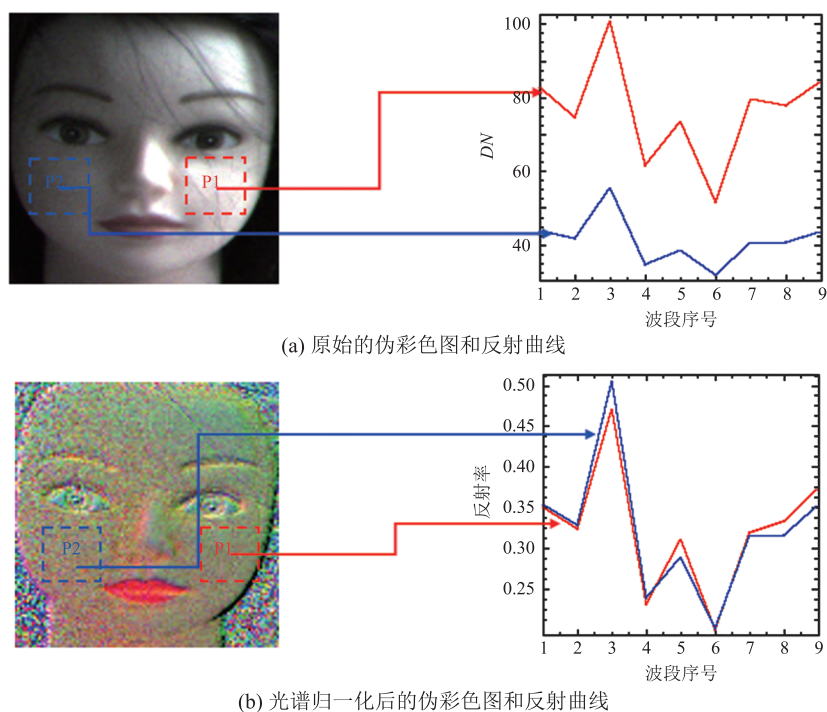 P2
P1
100
80
60
40
DN
1 2 3 4 5 6 7 8 9
波段序号
(a) 原始的伪彩色图和反射曲线
P2
P1
0.50
0.45
0.40
0.35
0.30
0.25
反射率
1 2 3 4 5 6 7 8 9
波段序号
(b) 光谱归一化后的伪彩色图和反射曲线